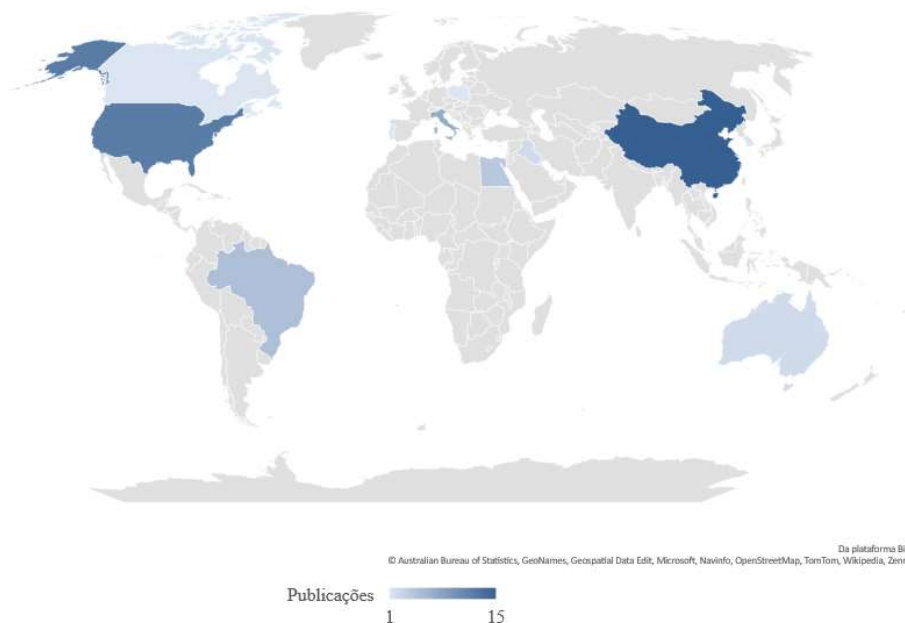 Da plataforma Bi
© Australian Bureau of Statistics, GeoNames, Geospatial Data Edit, Microsoft, Navinfo, OpenStreetMap, TomTom, Wikipedia, Zenr
Publicações
1 15